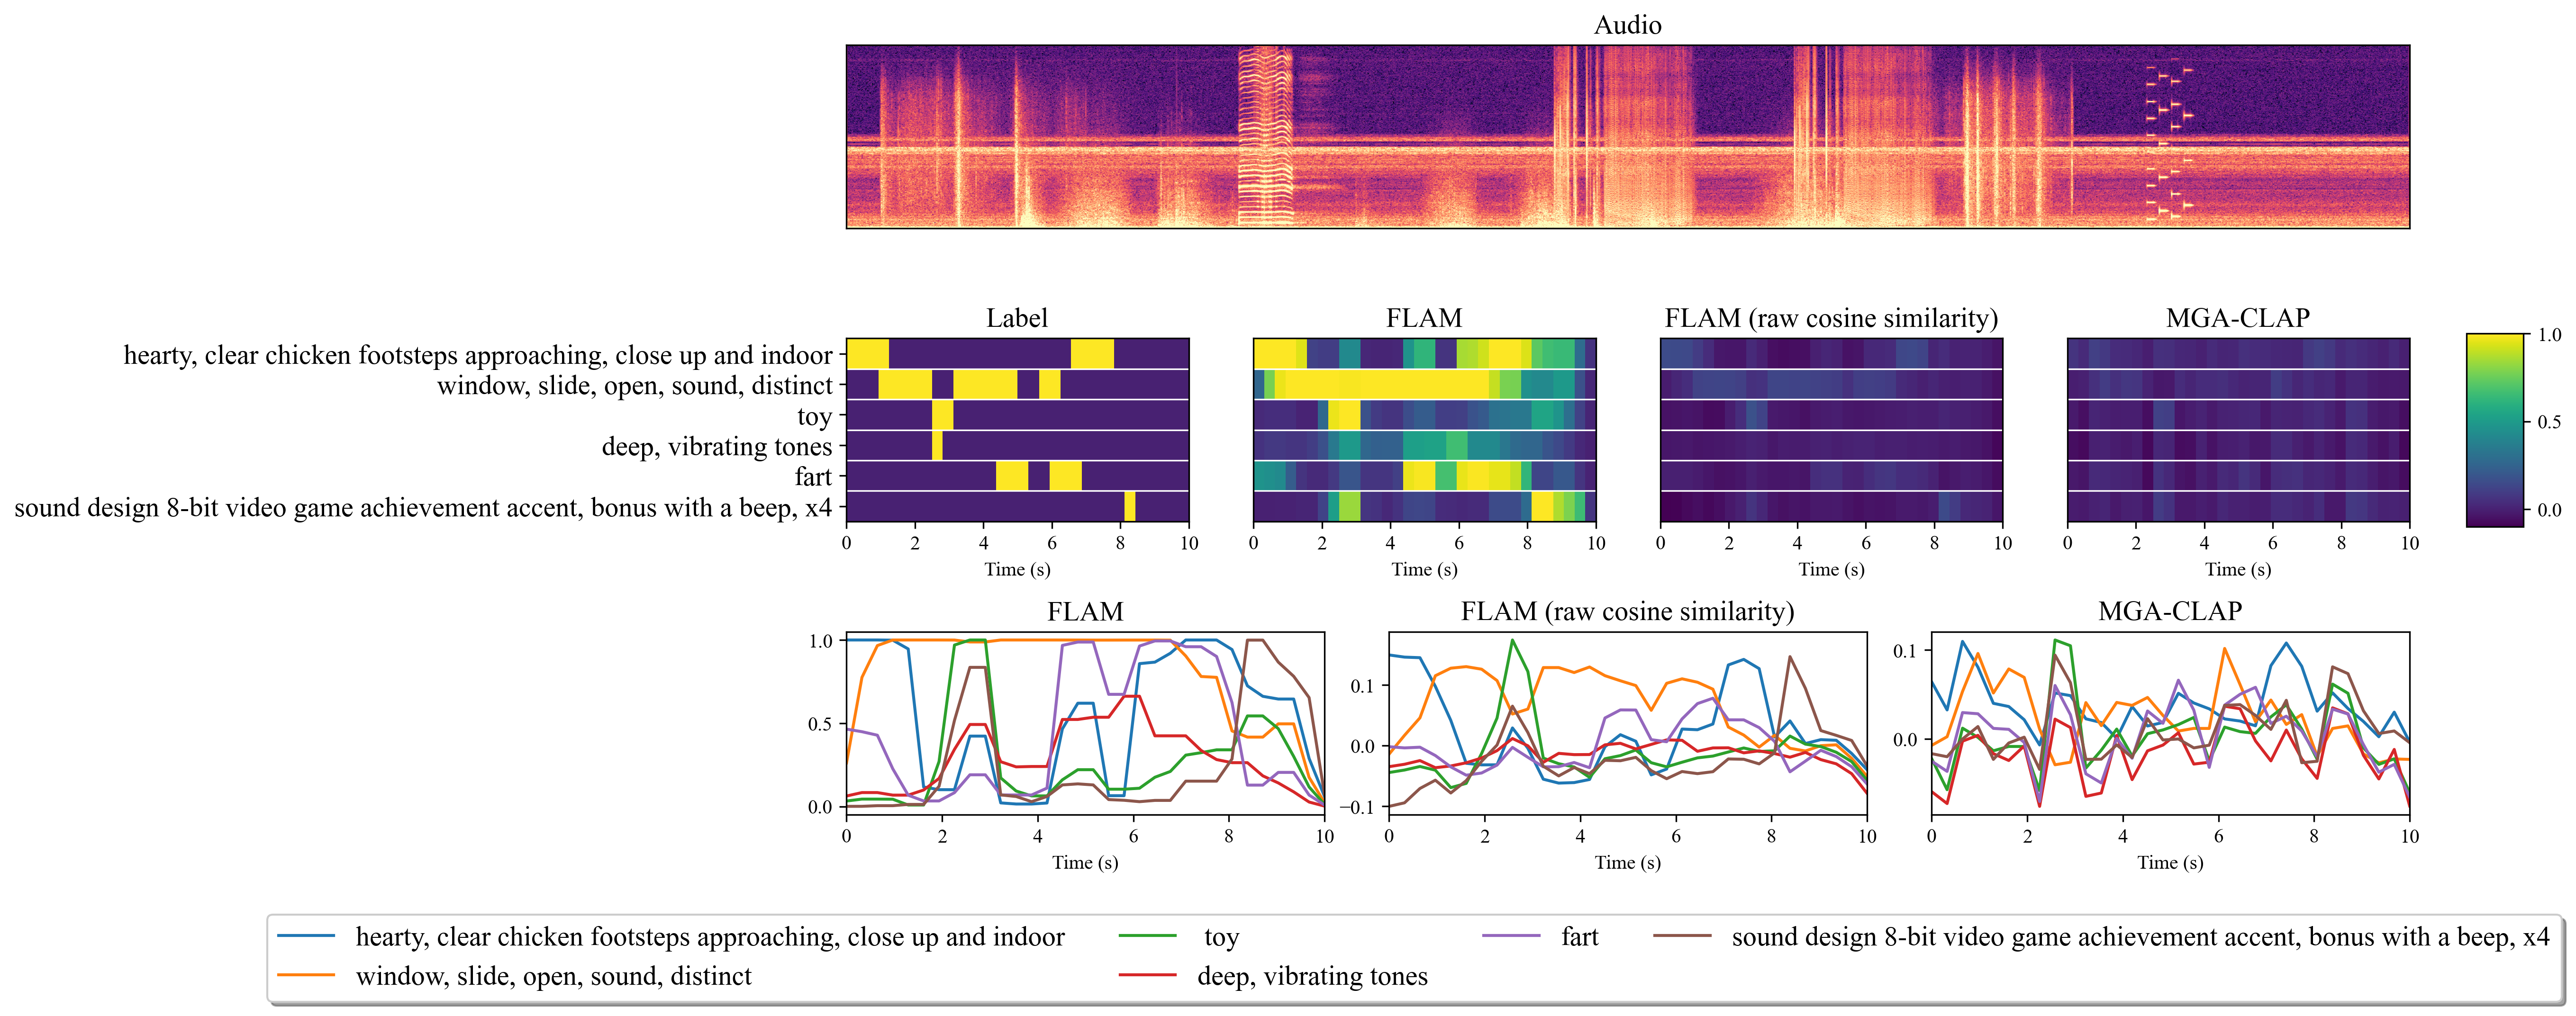 Audio
Label
FLAM
FLAM (raw cosine similarity)
MGA-CLAP
hearty, clear chicken footsteps approaching, close up and indoor
window, slide, open, sound, distinct
toy
deep, vibrating tones
fart
sound design 8-bit video game achievement accent, bonus with a beep, x4
0 2 4 6 8 10
Time (s)
0 2 4 6 8 10
Time (s)
0 2 4 6 8 10
Time (s)
0 2 4 6 8 10
Time (s)
1.0
0.5
0.0
FLAM
1.0
0.5
0.0
0 2 4 6 8 10
Time (s)
FLAM (raw cosine similarity)
0.1
0.0
−0.1
0 2 4 6 8 10
Time (s)
MGA-CLAP
0.1
0.0
0 2 4 6 8 10
Time (s)
hearty, clear chicken footsteps approaching, close up and indoor
window, slide, open, sound, distinct
toy
deep, vibrating tones
fart
sound design 8-bit video game achievement accent, bonus with a beep, x4